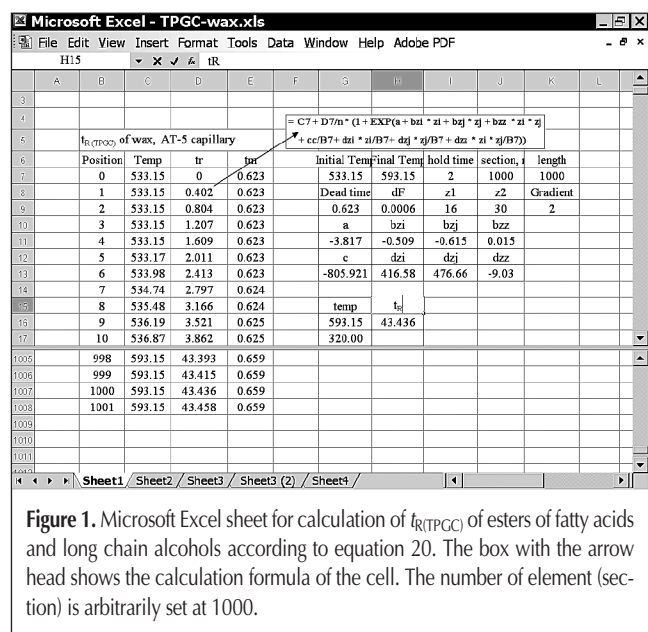 Microsoft Excel - TPGC-wax.xls
File Edit View Insert Format Tools Data Window Help Adobe PDF
H15 tR
A B C D E F G H I J K L
3
4 = C7 + D7/n * (1 + EXP(a + bzi * zi + bzj * zj + bzz * zi * zj
5 tR(TPGC) of wax, AT-5 capillary + cc/B7+ dzi * zi/B7+ dzj * zj/B7 + dzz * zi * zj/B7))
6 Position Temp tr tm Initial Temp Final Temp hold time section, n length
7 0 533.15 0 0.623 533.15 593.15 2 1000 1000
8 1 533.15 0.402 0.623 Dead time dF z1 z2 Gradient
9 2 533.15 0.804 0.623 0.623 0.0006 16 30 2
10 3 533.15 1.207 0.623 a bzi bzj bzz
11 4 533.15 1.609 0.623 -3.817 -0.509 -0.615 0.015
12 5 533.17 2.011 0.623 c dzi dzj dzz
13 6 533.98 2.413 0.623 -805.921 416.58 476.66 -9.03
14 7 534.74 2.797 0.624
15 8 535.48 3.166 0.624 temp tR
16 9 536.19 3.521 0.625 593.15 43.436
17 10 536.87 3.862 0.625 320.00
1005 998 593.15 43.393 0.659
1006 999 593.15 43.415 0.659
1007 1000 593.15 43.436 0.659
1008 1001 593.15 43.458 0.659
1009
1010
1011
Sheet1 Sheet2 Sheet3 Sheet3 (2) Sheet4
Figure 1. Microsoft Excel sheet for calculation of tR(TPGC) of esters of fatty acids
and long chain alcohols according to equation 20. The box with the arrow
head shows the calculation formula of the cell. The number of element (sec-
tion) is arbitrarily set at 1000.